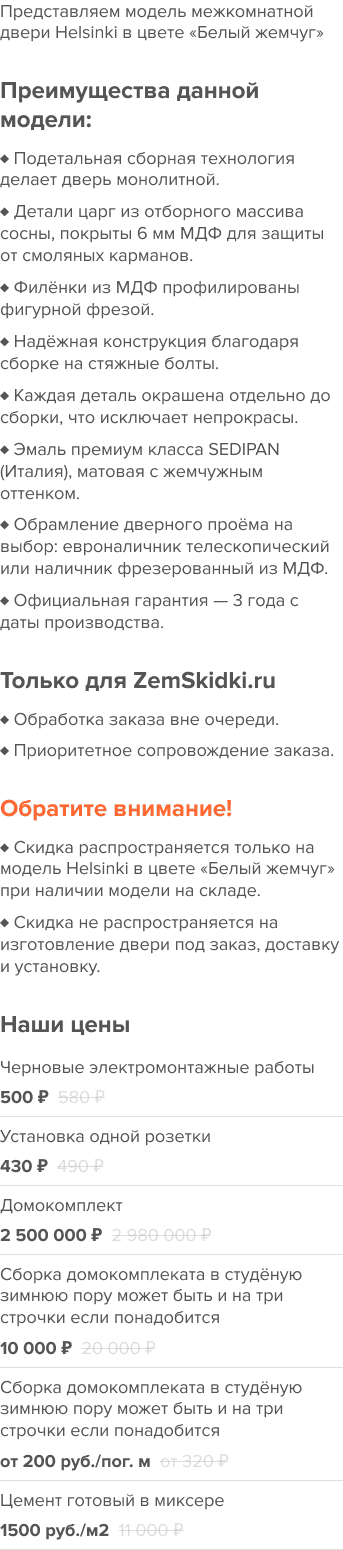 Представляем модель межкомнатной
двери Helsinki в цвете «Белый жемчуг»
Преимущества данной
модели:
◆ Подетальная сборная технология
делает дверь монолитной.
◆ Детали царг из отборного массива
сосны, покрыты 6 мм МДФ для защиты
от смоляных карманов.
◆ Филёнки из МДФ профилированы
фигурной фрезой.
◆ Надёжная конструкция благодаря
сборке на стяжные болты.
◆ Каждая деталь окрашена отдельно до
сборки, что исключает непрокрасы.
◆ Эмаль премиум класса SEDIPAN
(Италия), матовая с жемчужным
оттенком.
◆ Обрамление дверного проёма на
выбор: евроналичник телескопический
или наличник фрезерованный из МДФ.
◆ Официальная гарантия — 3 года с
даты производства.
Только для ZemSkidki.ru
◆ Обработка заказа вне очереди.
◆ Приоритетное сопровождение заказа.
Обратите внимание!
◆ Скидка распространяется только на
модель Helsinki в цвете «Белый жемчуг»
при наличии модели на складе.
◆ Скидка не распространяется на
изготовление двери под заказ, доставку
и установку.
Наши цены
Черновые электромонтажные работы
500 ₽ 580 ₽
Установка одной розетки
430 ₽ 490 ₽
Домокомплект
2 500 000 ₽ 2 980 000 ₽
Сборка домокомплеката в студёную
зимнюю пору может быть и на три
строчки если понадобится
10 000 ₽ 20 000 ₽
Сборка домокомплеката в студёную
зимнюю пору может быть и на три
строчки если понадобится
от 200 руб./пог. м от 320 ₽
Цемент готовый в миксере
1500 руб./м2 11 000 ₽